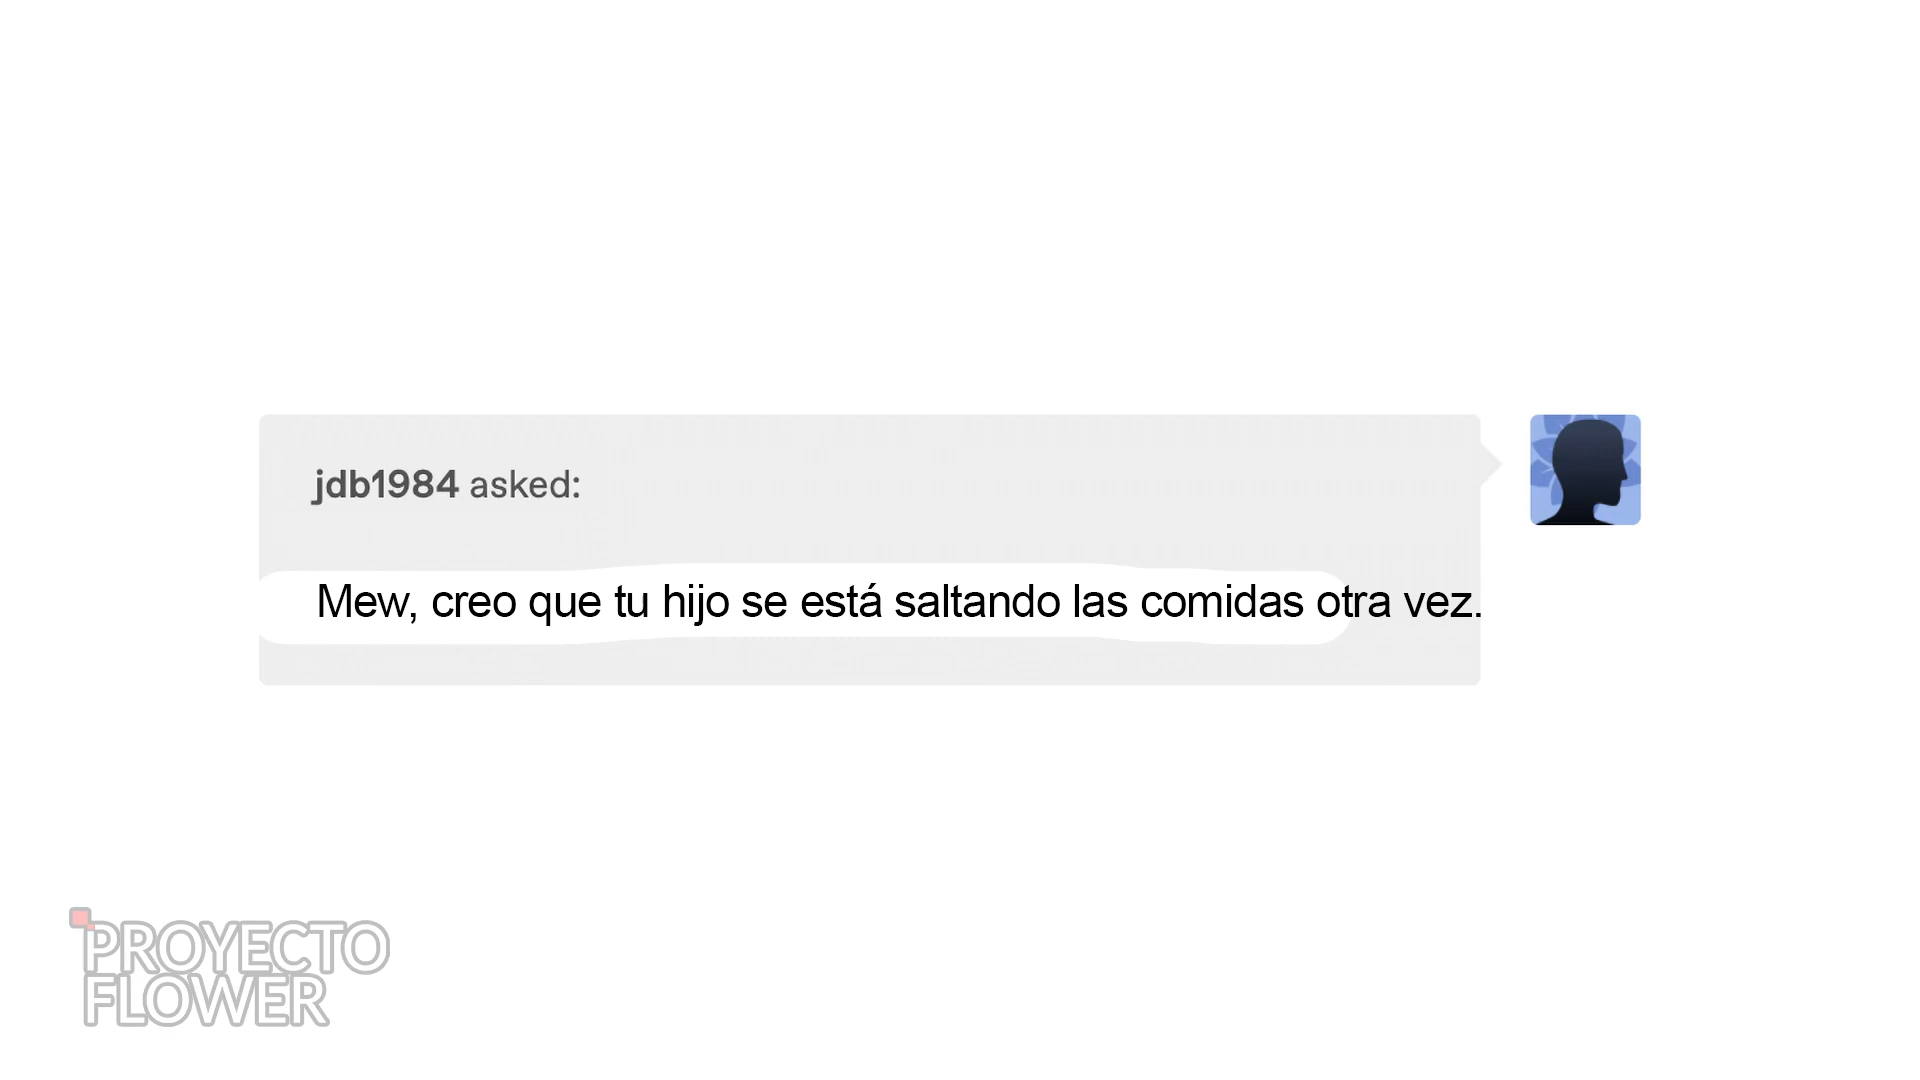 jdb1984 asked:
Mew, creo que tu hijo se está saltando las comidas otra vez.
PROYECTO
FLOWER